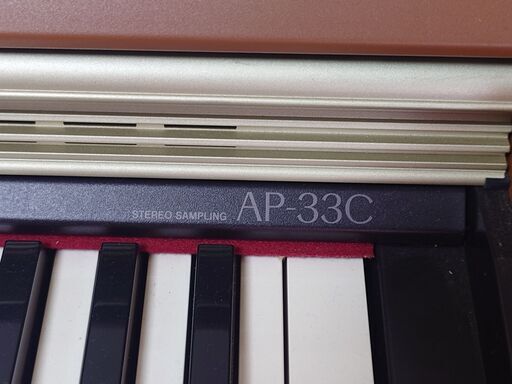 STEREO SAMPLING AP-33C